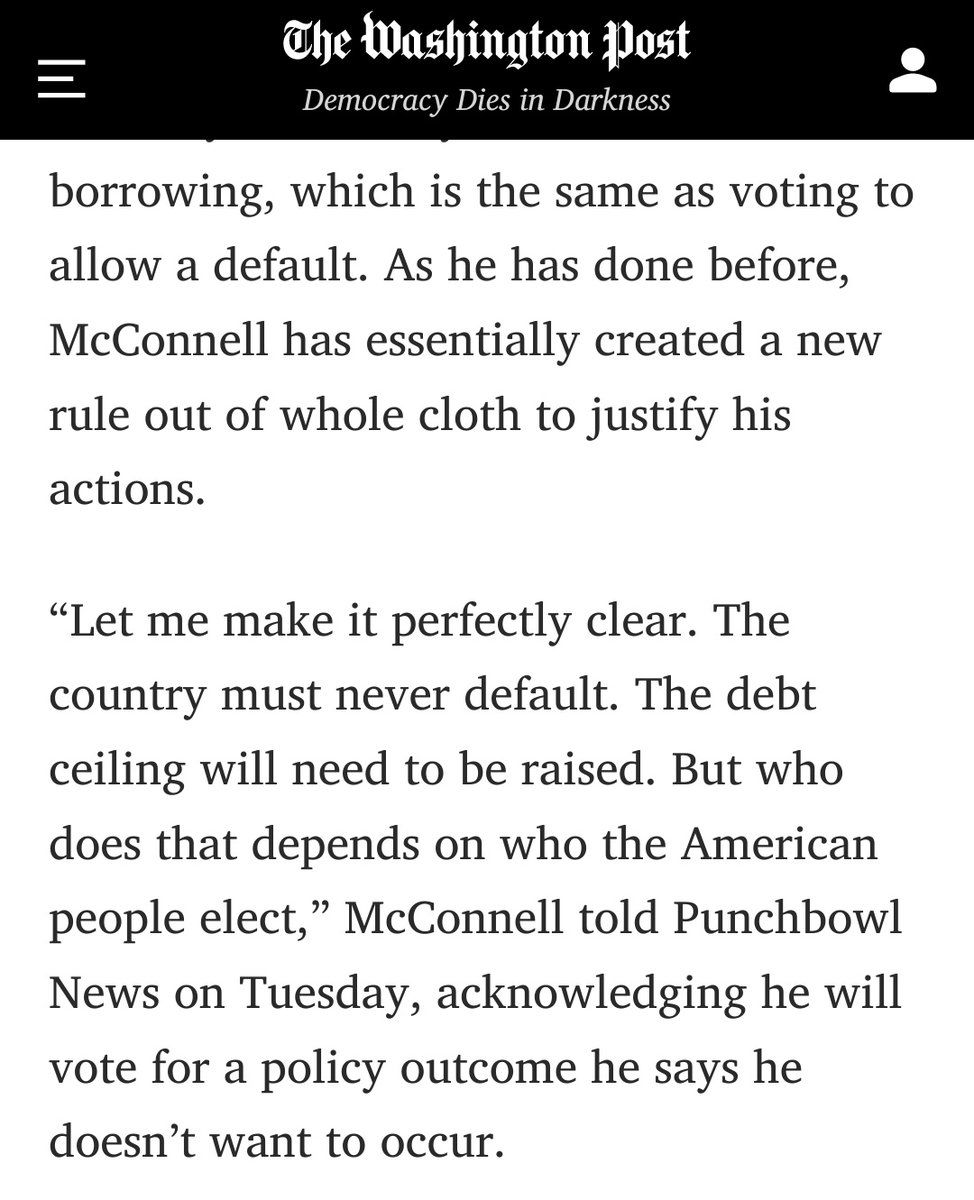 The Washington Post
Democracy Dies in Darkness
borrowing, which is the same as voting to
allow a default. As he has done before,
McConnell has essentially created a new
rule out of whole cloth to justify his
actions.
“Let me make it perfectly clear. The
country must never default. The debt
ceiling will need to be raised. But who
does that depends on who the American
people elect,” McConnell told Punchbowl
News on Tuesday, acknowledging he will
vote for a policy outcome he says he
doesn’t want to occur.